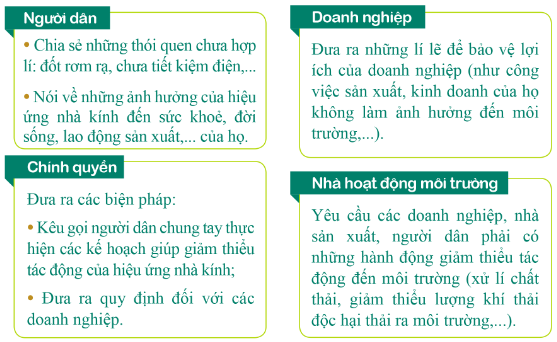 Người dân
• Chia sẻ những thói quen chưa hợp
lí: đốt rơm rạ, chưa tiết kiệm điện,...
• Nói về những ảnh hưởng của hiệu
ứng nhà kính đến sức khoẻ, đời
sống, lao động sản xuất,... của họ.
Doanh nghiệp
Đưa ra những lí lẽ để bảo vệ lợi
ích của doanh nghiệp (như công
việc sản xuất, kinh doanh của họ
không làm ảnh hưởng đến môi
trường,...).
Chính quyền
Đưa ra các biện pháp:
• Kêu gọi người dân chung tay thực
hiện các kế hoạch giúp giảm thiểu
tác động của hiệu ứng nhà kính;
• Đưa ra quy định đối với các
doanh nghiệp.
Nhà hoạt động môi trường
Yêu cầu các doanh nghiệp, nhà
sản xuất, người dân phải có
những hành động giảm thiểu tác
động đến môi trường (xử lí chất
thải, giảm thiểu lượng khí thải
độc hại thải ra môi trường,...).